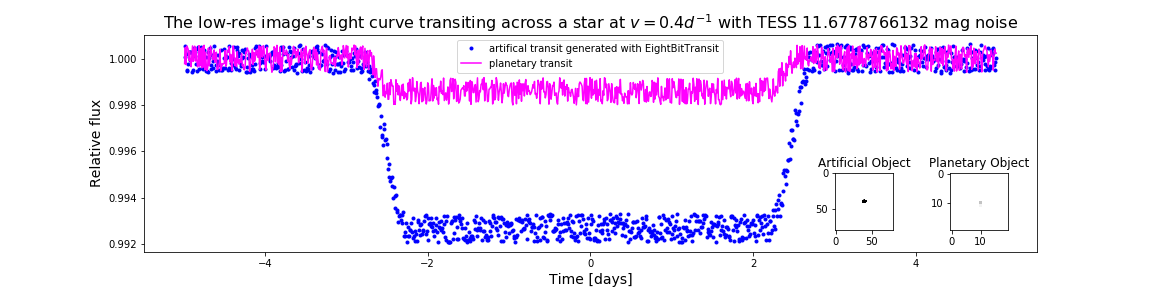 The low-res image's light curve transiting across a star at v = 0.4d⁻¹ with TESS 11.6778766132 mag noise
artifical transit generated with EightBitTransit
planetary transit
Relative flux
1.000
0.998
0.996
0.994
0.992
Artificial Object
0
50
0 50
Planetary Object
0
10
0 10
−4 −2 0 2 4
Time [days]